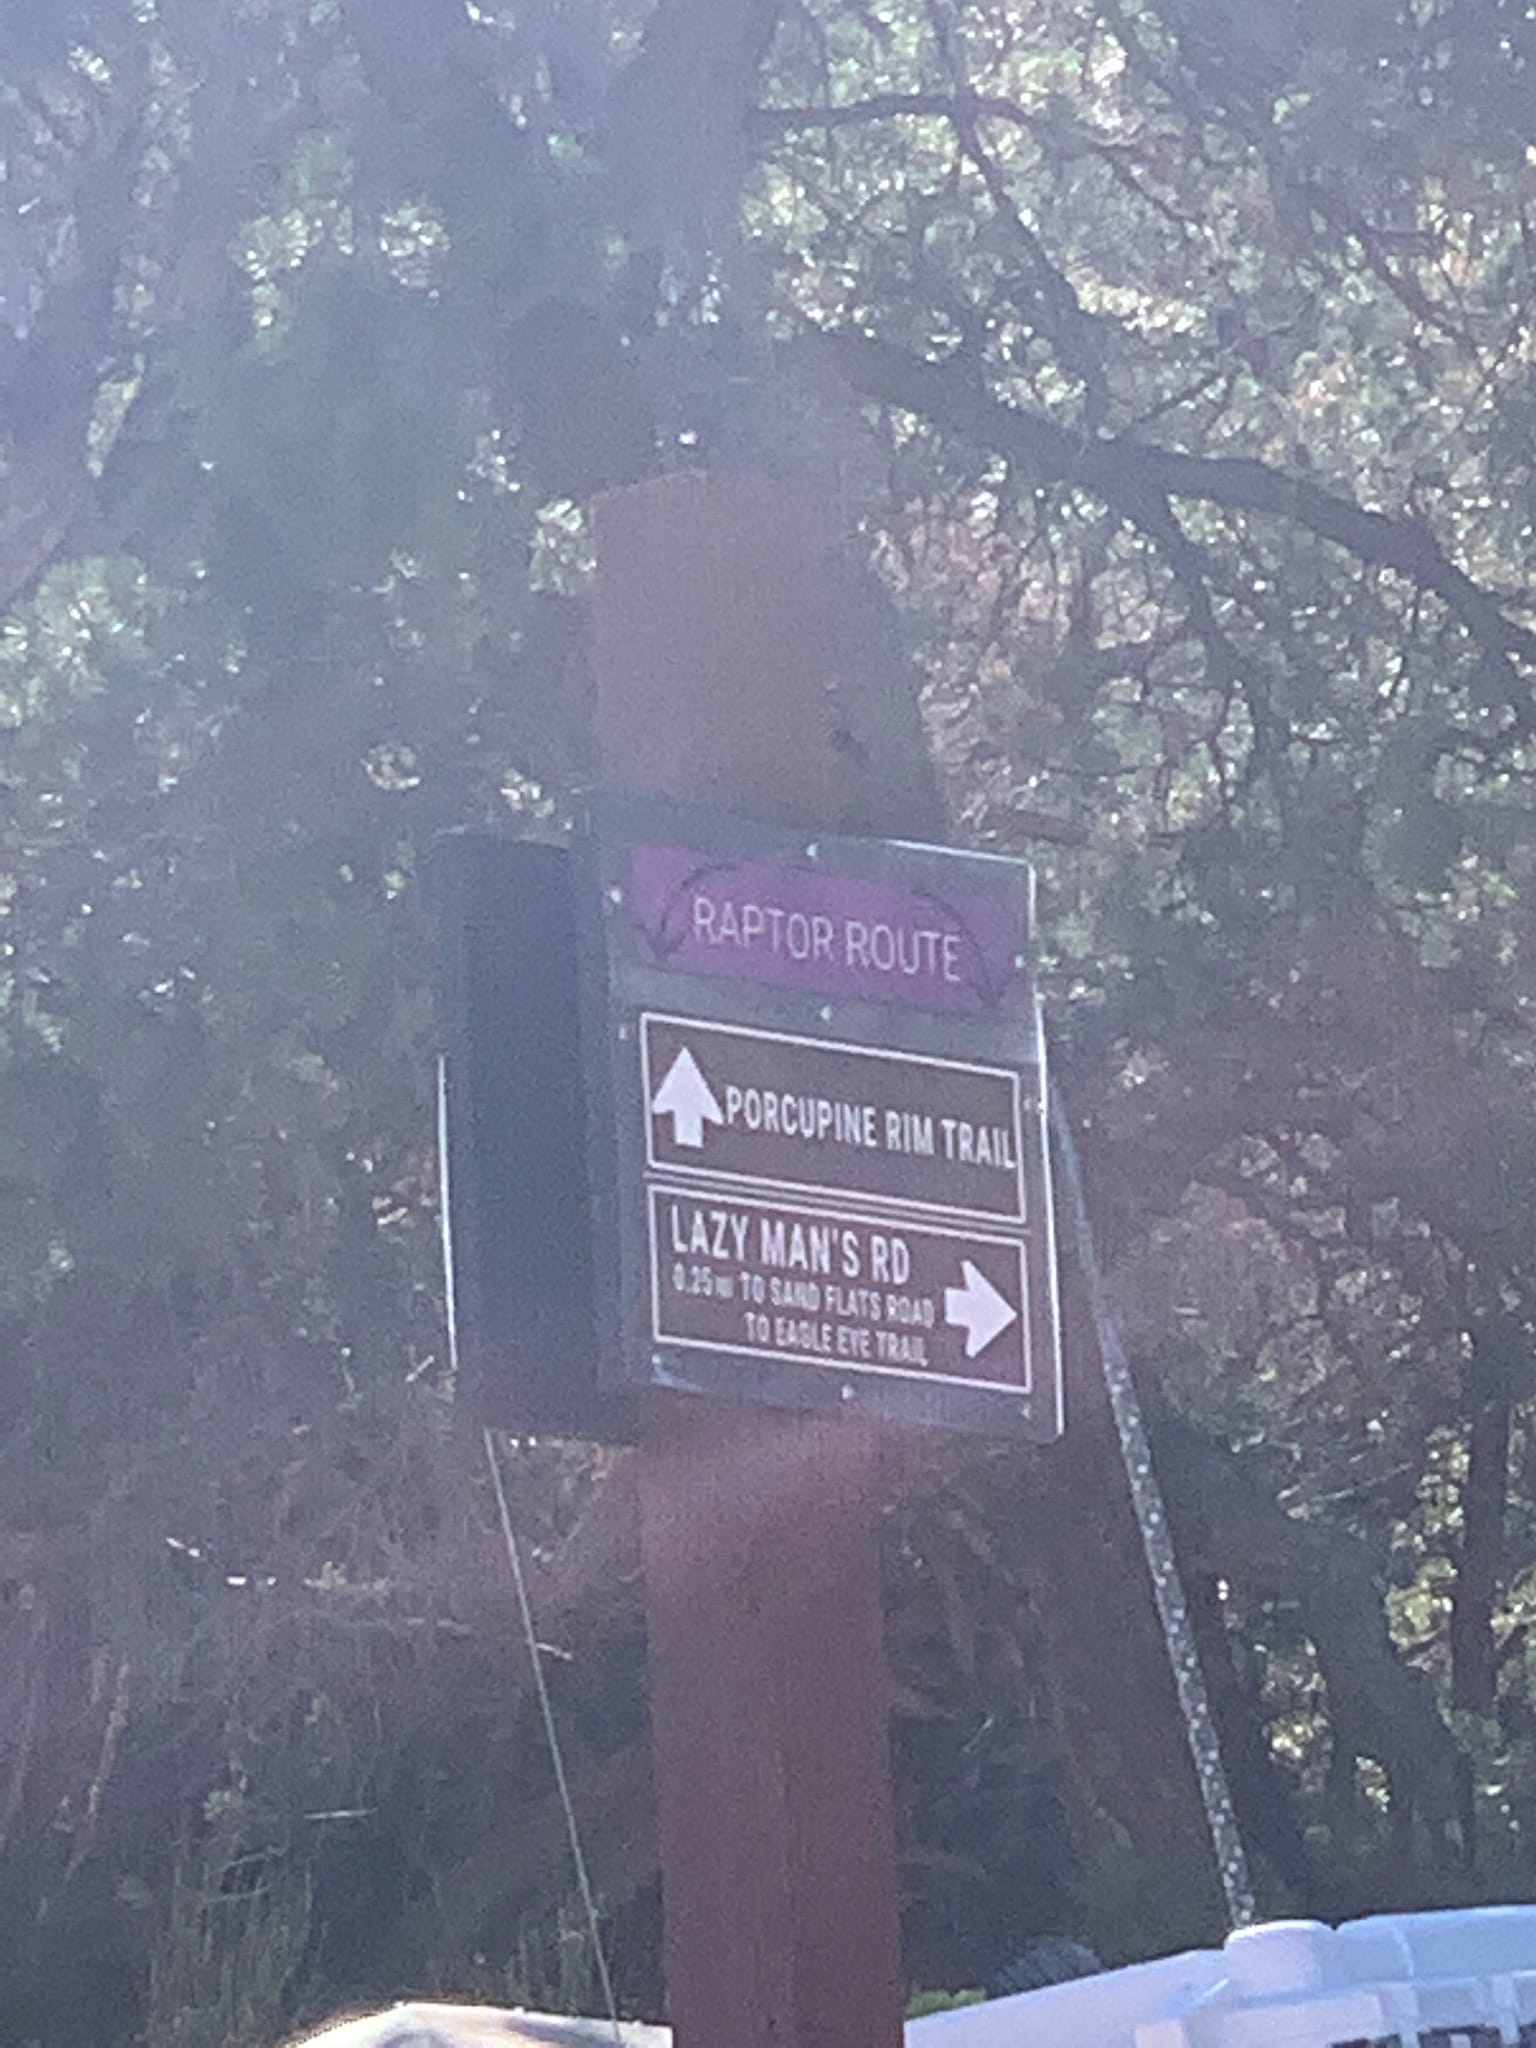 RAPTOR ROUTE
PORCUPINE RIM TRAIL
LAZY MAN'S RD
0.25 mi TO SAND FLATS ROAD
TO EAGLE EYE TRAIL